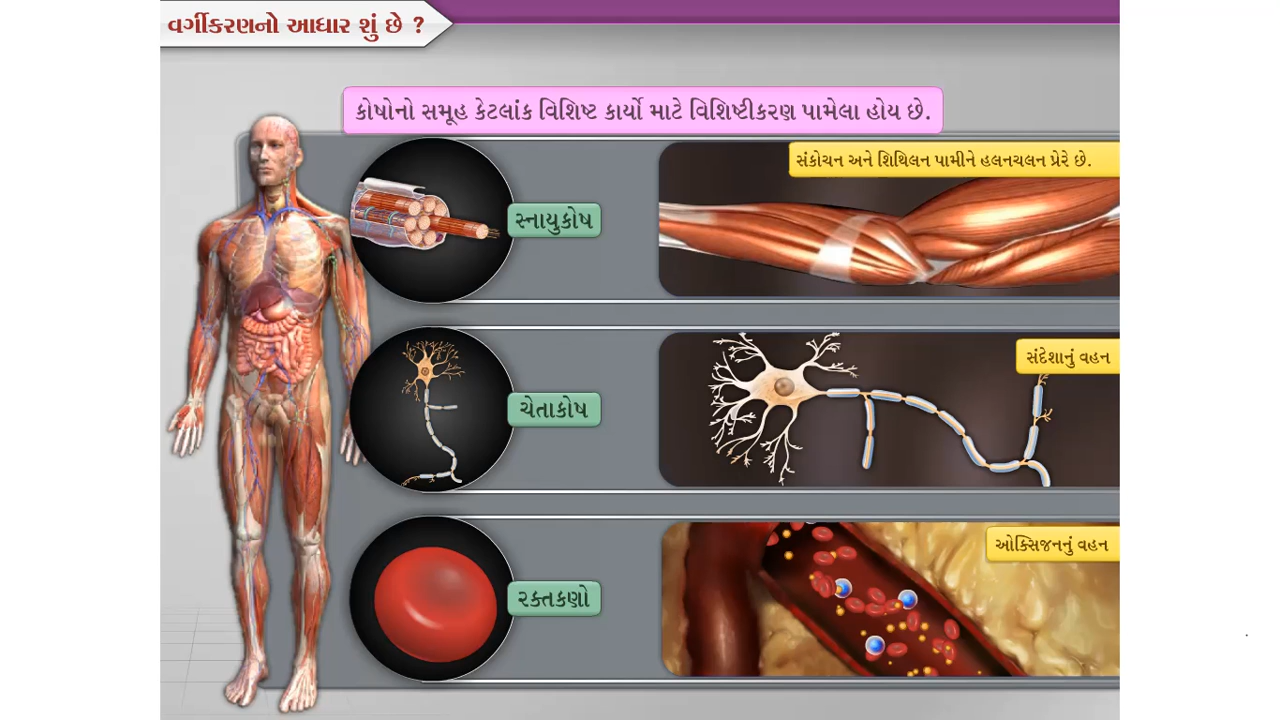 વર્ગીકરણનો આધાર શું છે ?
કોષોનો સમૂહ કેટલાંક વિશિષ્ટ કાર્યો માટે વિશિષ્ટીકરણ પામેલા હોય છે.
સંકોચન અને શિથિલન પામીને હલનચલન પ્રેરે છે.
સ્નાયુકોષ
સંદેશાનું વહન
ચેતાકોષ
ઓક્સિજનનું વહન
રક્તકણો